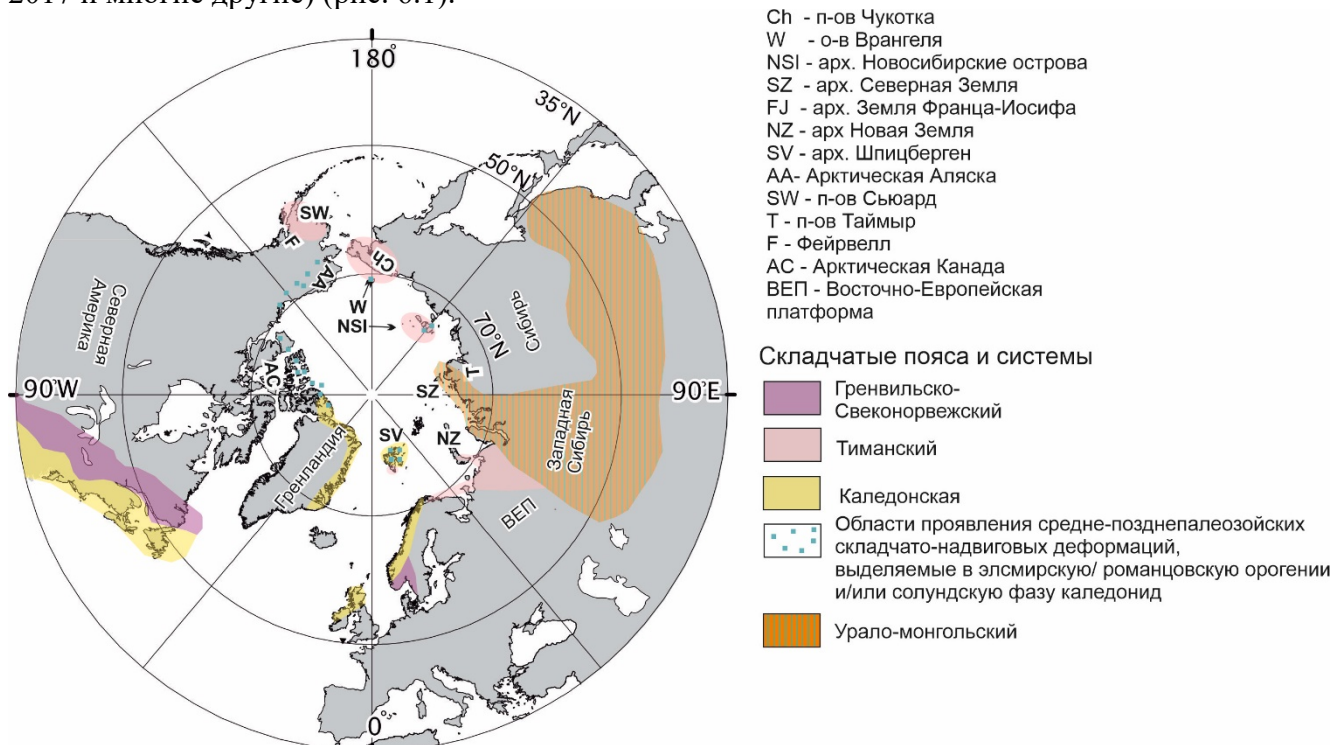 2017 и многие другие) (рис. 6.1).
Ch - п-ов Чукотка
W - о-в Врангеля
NSI - арх. Новосибирские острова
SZ - арх. Северная Земля
FJ - арх. Земля Франца-Иосифа
NZ - арх Новая Земля
SV - арх. Шпицберген
AA- Арктическая Аляска
SW - п-ов Сьюард
T - п-ов Таймыр
F - Фейрвелл
AC - Арктическая Канада
ВЕП - Восточно-Европейская
платформа
Складчатые пояса и системы
Гренвильско-
Свеконорвежский
Тиманский
Каледонская
Области проявления средне-позднепалеозойских
складчато-надвиговых деформаций,
выделяемые в элсмирскую/ романцовскую орогении
и/или солундскую фазу каледонид
Урало-монгольский
180°
35°N
50°N
70°N
SW
F
AA
Ch
W
NSI
Северная
Америка
Сибирь
AC
T
SZ
90°W
90°E
SV
NZ
Западная
Сибирь
Гренландия
ВЕП
0°